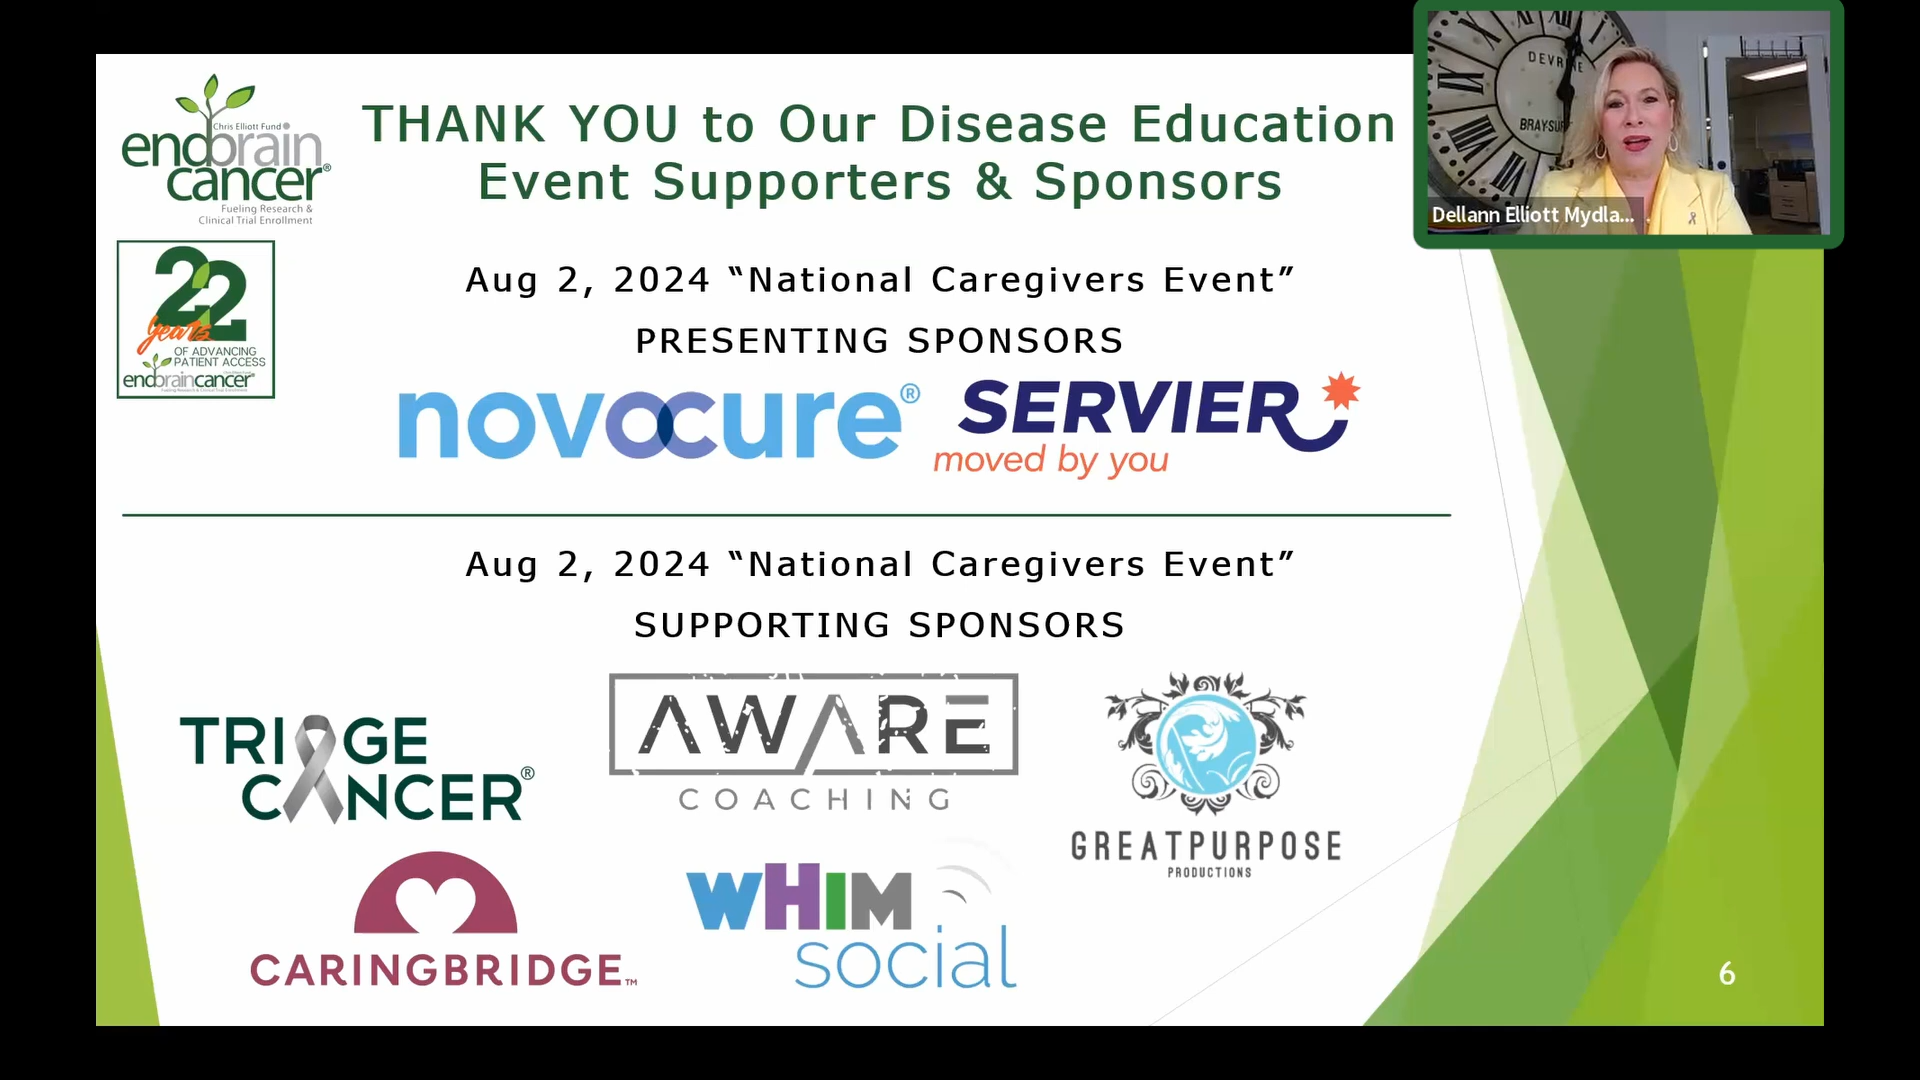 Chris Elliott Fund
endbrain
cancer®
Fueling Research &
Clinical Trial Enrollment
THANK YOU to Our Disease Education
Event Supporters & Sponsors
DEVR
BRAYSU
Dellann Elliott Mydla...
22
years
OF ADVANCING
PATIENT ACCESS
endbraincancer
Aug 2, 2024 “National Caregivers Event”
PRESENTING SPONSORS
novocure®
SERVIER
moved by you
Aug 2, 2024 “National Caregivers Event”
SUPPORTING SPONSORS
TRIAGE
CANCER®
AWARE
COACHING
GREATPURPOSE
PRODUCTIONS
CARINGBRIDGE™
WHIM
social
6